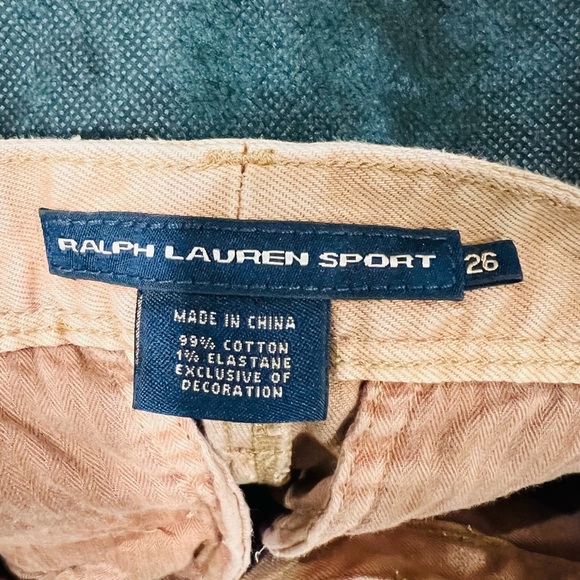 RALPH LAUREN SPORT 26
MADE IN CHINA
99% COTTON
1% ELASTANE
EXCLUSIVE OF
DECORATION